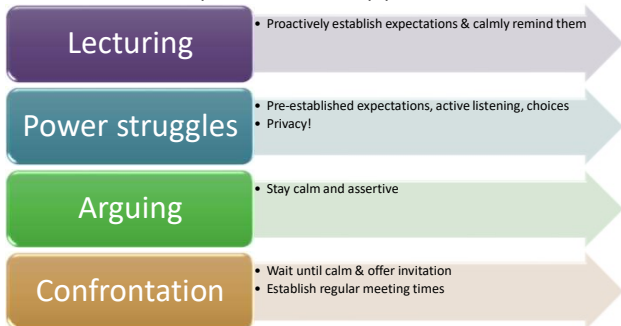 Lecturing
• Proactively establish expectations & calmly remind them
Power struggles
• Pre-established expectations, active listening, choices
• Privacy!
Arguing
• Stay calm and assertive
Confrontation
• Wait until calm & offer invitation
• Establish regular meeting times